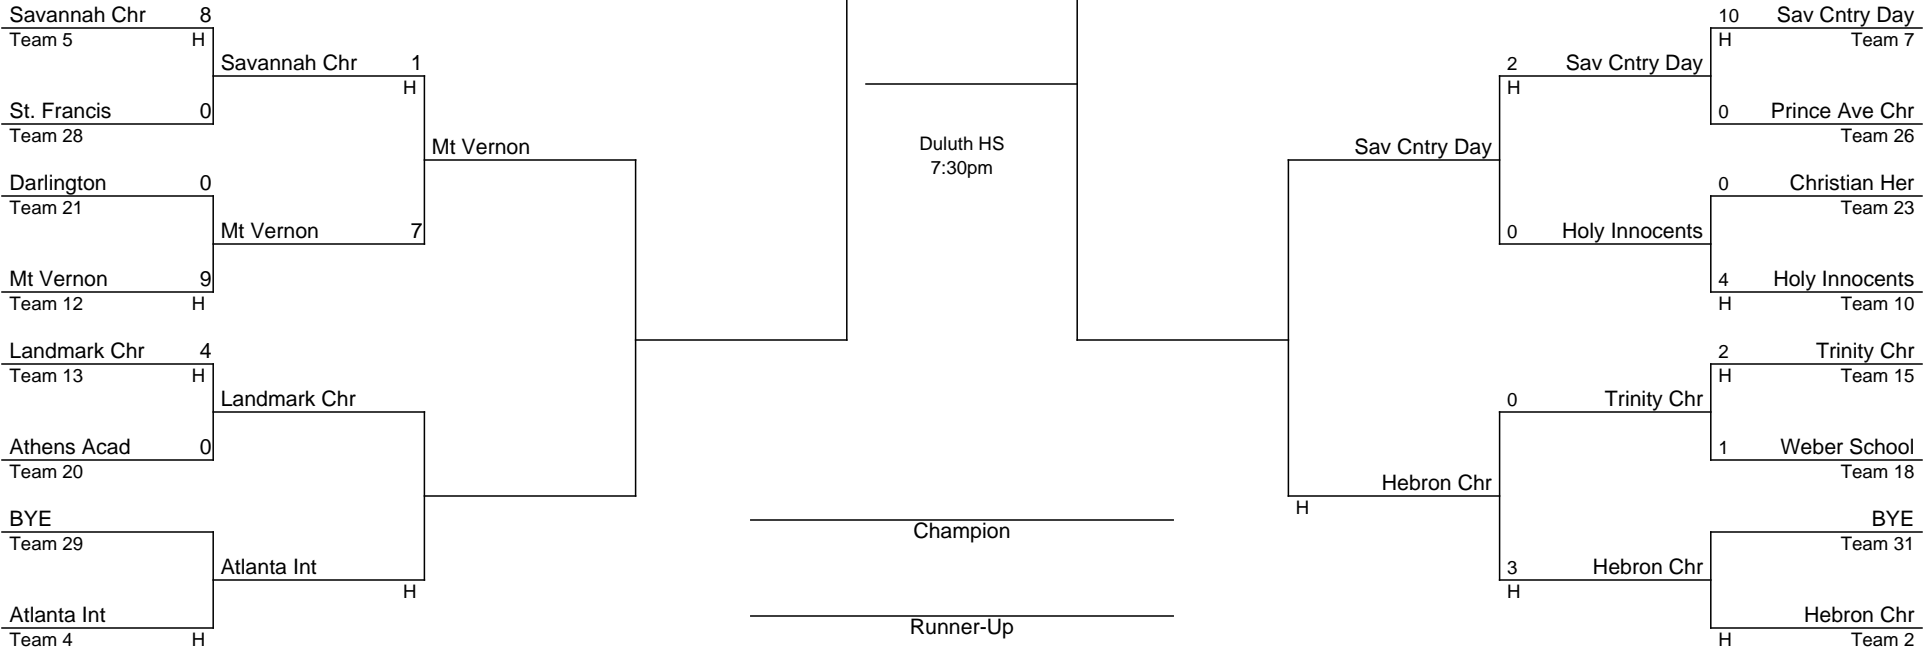 Savannah Chr 8
Team 5 H
Savannah Chr 1
H
St. Francis 0
Team 28
Mt Vernon
Darlington 0
Team 21
Mt Vernon 7
Mt Vernon 9
Team 12 H
Landmark Chr 4
Team 13 H
Landmark Chr
Athens Acad 0
Team 20
BYE
Team 29
Atlanta Int
H
Atlanta Int
Team 4 H
Duluth HS
7:30pm
Champion
Runner-Up
10 Sav Cntry Day
H Team 7
2 Sav Cntry Day
H
0 Prince Ave Chr
Team 26
Sav Cntry Day
0 Christian Her
Team 23
0 Holy Innocents
4 Holy Innocents
H Team 10
2 Trinity Chr
H Team 15
0 Trinity Chr
1 Weber School
Team 18
Hebron Chr
H
BYE
Team 31
3 Hebron Chr
H
Hebron Chr
H Team 2